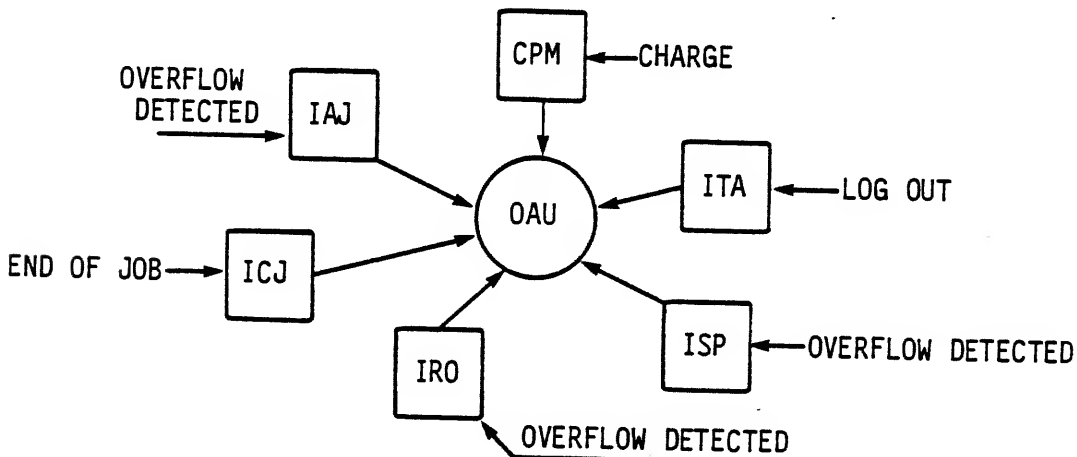 CPM
CHARGE
OVERFLOW
DETECTED
IAJ
ITA
LOG OUT
OAU
END OF JOB
ICJ
ISP
OVERFLOW DETECTED
IRO
OVERFLOW DETECTED